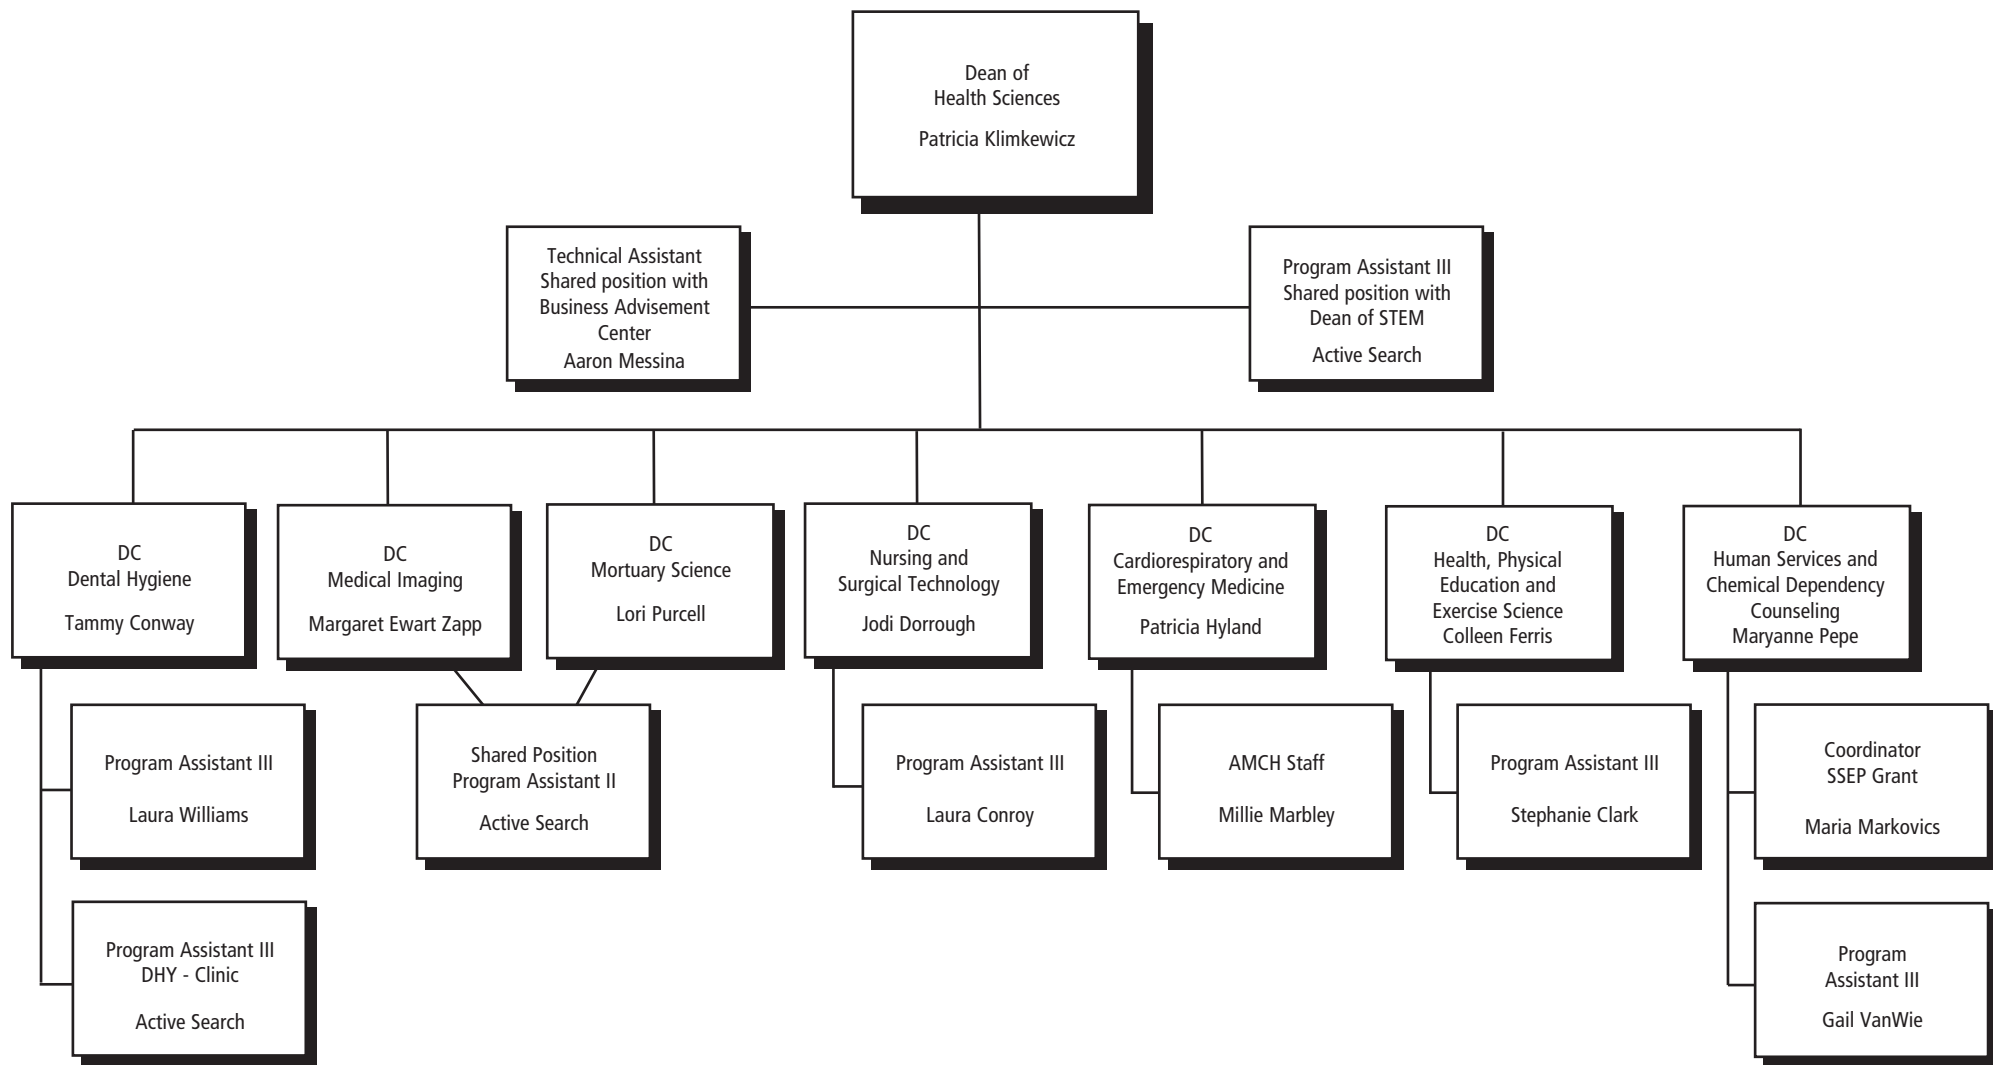 Dean of
Health Sciences
Patricia Klimkewicz
Technical Assistant
Shared position with
Business Advisement
Center
Aaron Messina
Program Assistant III
Shared position with
Dean of STEM
Active Search
DC
Dental Hygiene
Tammy Conway
DC
Medical Imaging
Margaret Ewart Zapp
DC
Mortuary Science
Lori Purcell
DC
Nursing and
Surgical Technology
Jodi Dorrough
DC
Cardiorespiratory and
Emergency Medicine
Patricia Hyland
DC
Health, Physical
Education and
Exercise Science
Colleen Ferris
DC
Human Services and
Chemical Dependency
Counseling
Maryanne Pepe
Program Assistant III
Laura Williams
Shared Position
Program Assistant II
Active Search
Program Assistant III
Laura Conroy
AMCH Staff
Millie Marbley
Program Assistant III
Stephanie Clark
Coordinator
SSEP Grant
Maria Markovics
Program Assistant III
DHY - Clinic
Active Search
Program
Assistant III
Gail VanWie